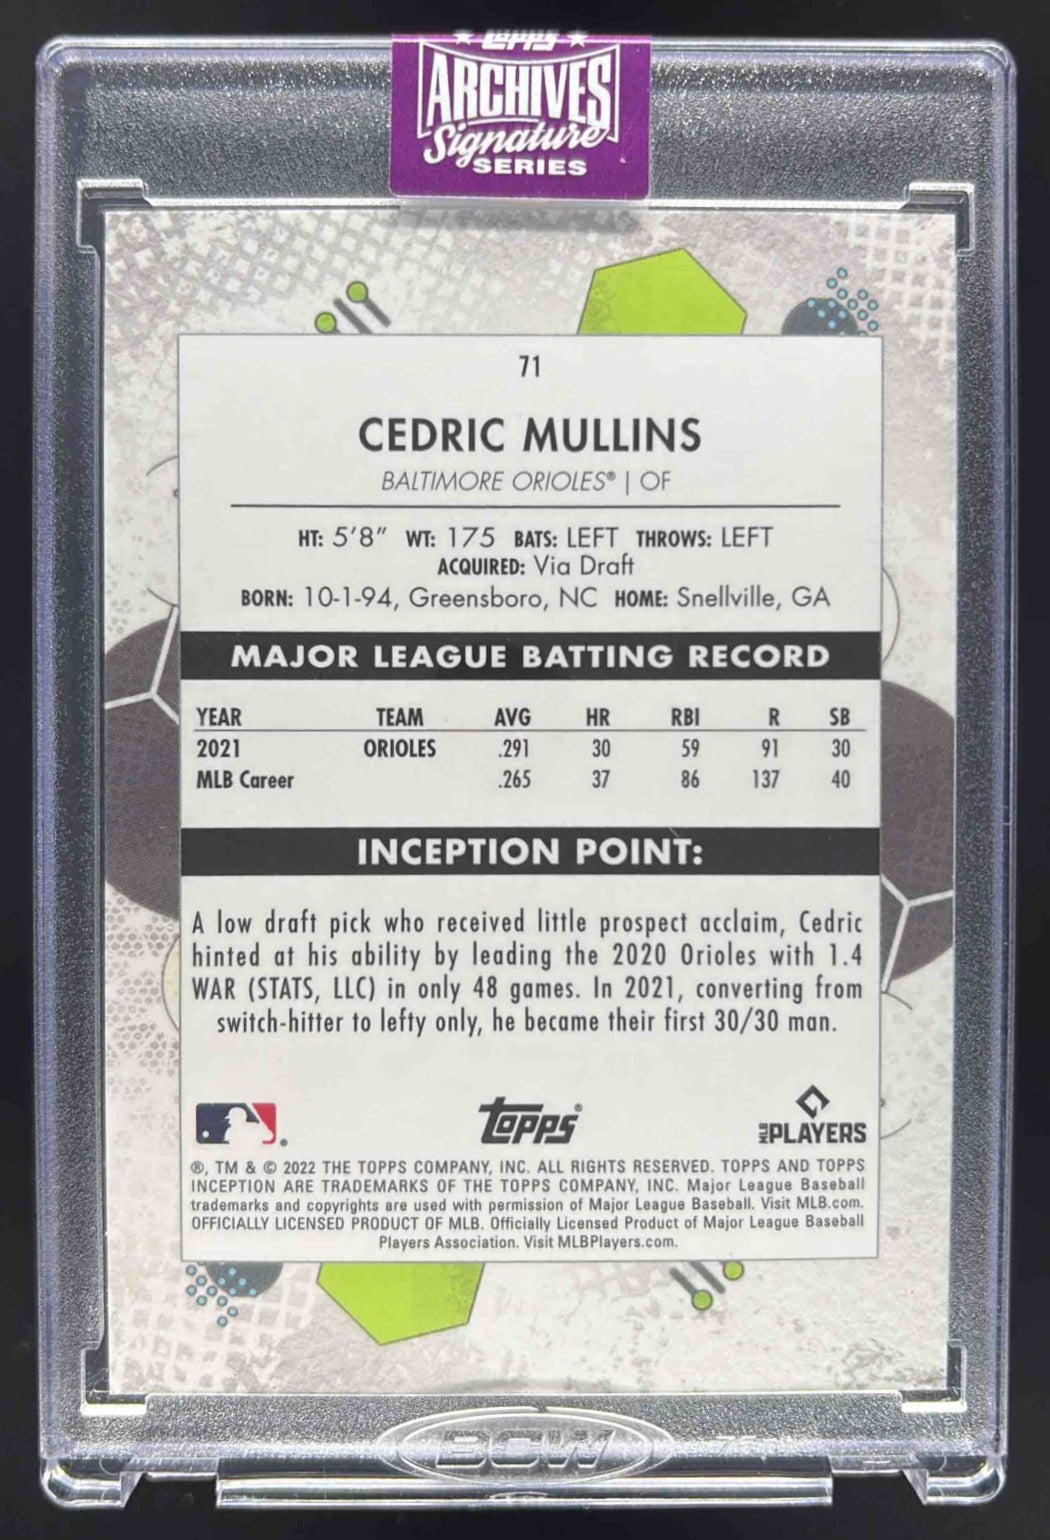 topps
ARCHIVES
Signature
SERIES
71
CEDRIC MULLINS
BALTIMORE ORIOLES® | OF
HT: 5'8" WT: 175 BATS: LEFT THROWS: LEFT
ACQUIRED: Via Draft
BORN: 10-1-94, Greensboro, NC HOME: Snellville, GA
MAJOR LEAGUE BATTING RECORD
YEAR TEAM AVG HR RBI R SB
2021 ORIOLES .291 30 59 91 30
MLB Career .265 37 86 137 40
INCEPTION POINT:
A low draft pick who received little prospect acclaim, Cedric
hinted at his ability by leading the 2020 Orioles with 1.4
WAR (STATS, LLC) in only 48 games. In 2021, converting from
switch-hitter to lefty only, he became their first 30/30 man.
®
topps®
MLB PLAYERS
®, TM & © 2022 THE TOPPS COMPANY, INC. ALL RIGHTS RESERVED. TOPPS AND TOPPS
INCEPTION ARE TRADEMARKS OF THE TOPPS COMPANY, INC. Major League Baseball
trademarks and copyrights are used with permission of Major League Baseball. Visit MLB.com.
OFFICIALLY LICENSED PRODUCT OF MLB. Officially Licensed Product of Major League Baseball
Players Association. Visit MLBPlayers.com.
BCW